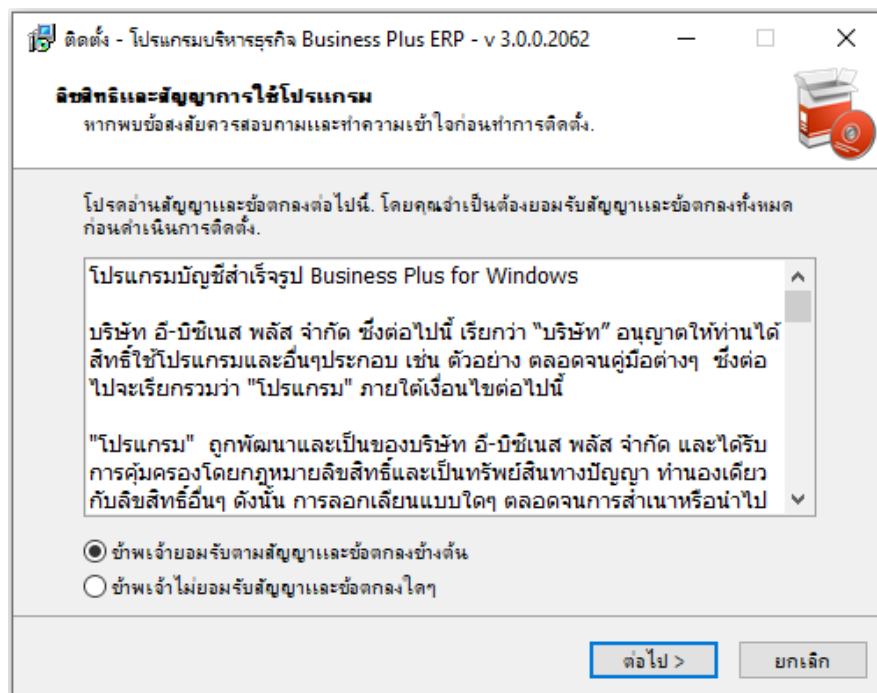 ติดตั้ง - โปรแกรมบริหารธุรกิจ Business Plus ERP - v 3.0.0.2062
ลิขสิทธิ์และสัญญาการใช้โปรแกรม
หากพบข้อสงสัยควรสอบถามและทำความเข้าใจก่อนทำการติดตั้ง.
โปรดอ่านสัญญาและข้อตกลงต่อไปนี้. โดยคุณจำเป็นต้องยอมรับสัญญาและข้อตกลงทั้งหมด
ก่อนดำเนินการติดตั้ง.
โปรแกรมบัญชีสำเร็จรูป Business Plus for Windows
บริษัท อี-บิซิเนส พลัส จำกัด ซึ่งต่อไปนี้ เรียกว่า "บริษัท" อนุญาตให้ท่านได้
สิทธิ์ใช้โปรแกรมและอื่นๆประกอบ เช่น ตัวอย่าง ตลอดจนคู่มือต่างๆ ซึ่งต่อ
ไปจะเรียกรวมว่า "โปรแกรม" ภายใต้เงื่อนไขต่อไปนี้
"โปรแกรม" ถูกพัฒนาและเป็นของบริษัท อี-บิซิเนส พลัส จำกัด และได้รับ
การคุ้มครองโดยกฎหมายลิขสิทธิ์และเป็นทรัพย์สินทางปัญญา ทำนองเดียว
กับลิขสิทธิ์อื่นๆ ดังนั้น การลอกเลียนแบบใดๆ ตลอดจนการสำเนาหรือนำไป
ข้าพเจ้ายอมรับตามสัญญาและข้อตกลงข้างต้น
ข้าพเจ้าไม่ยอมรับสัญญาและข้อตกลงใดๆ
ต่อไป >
ยกเลิก